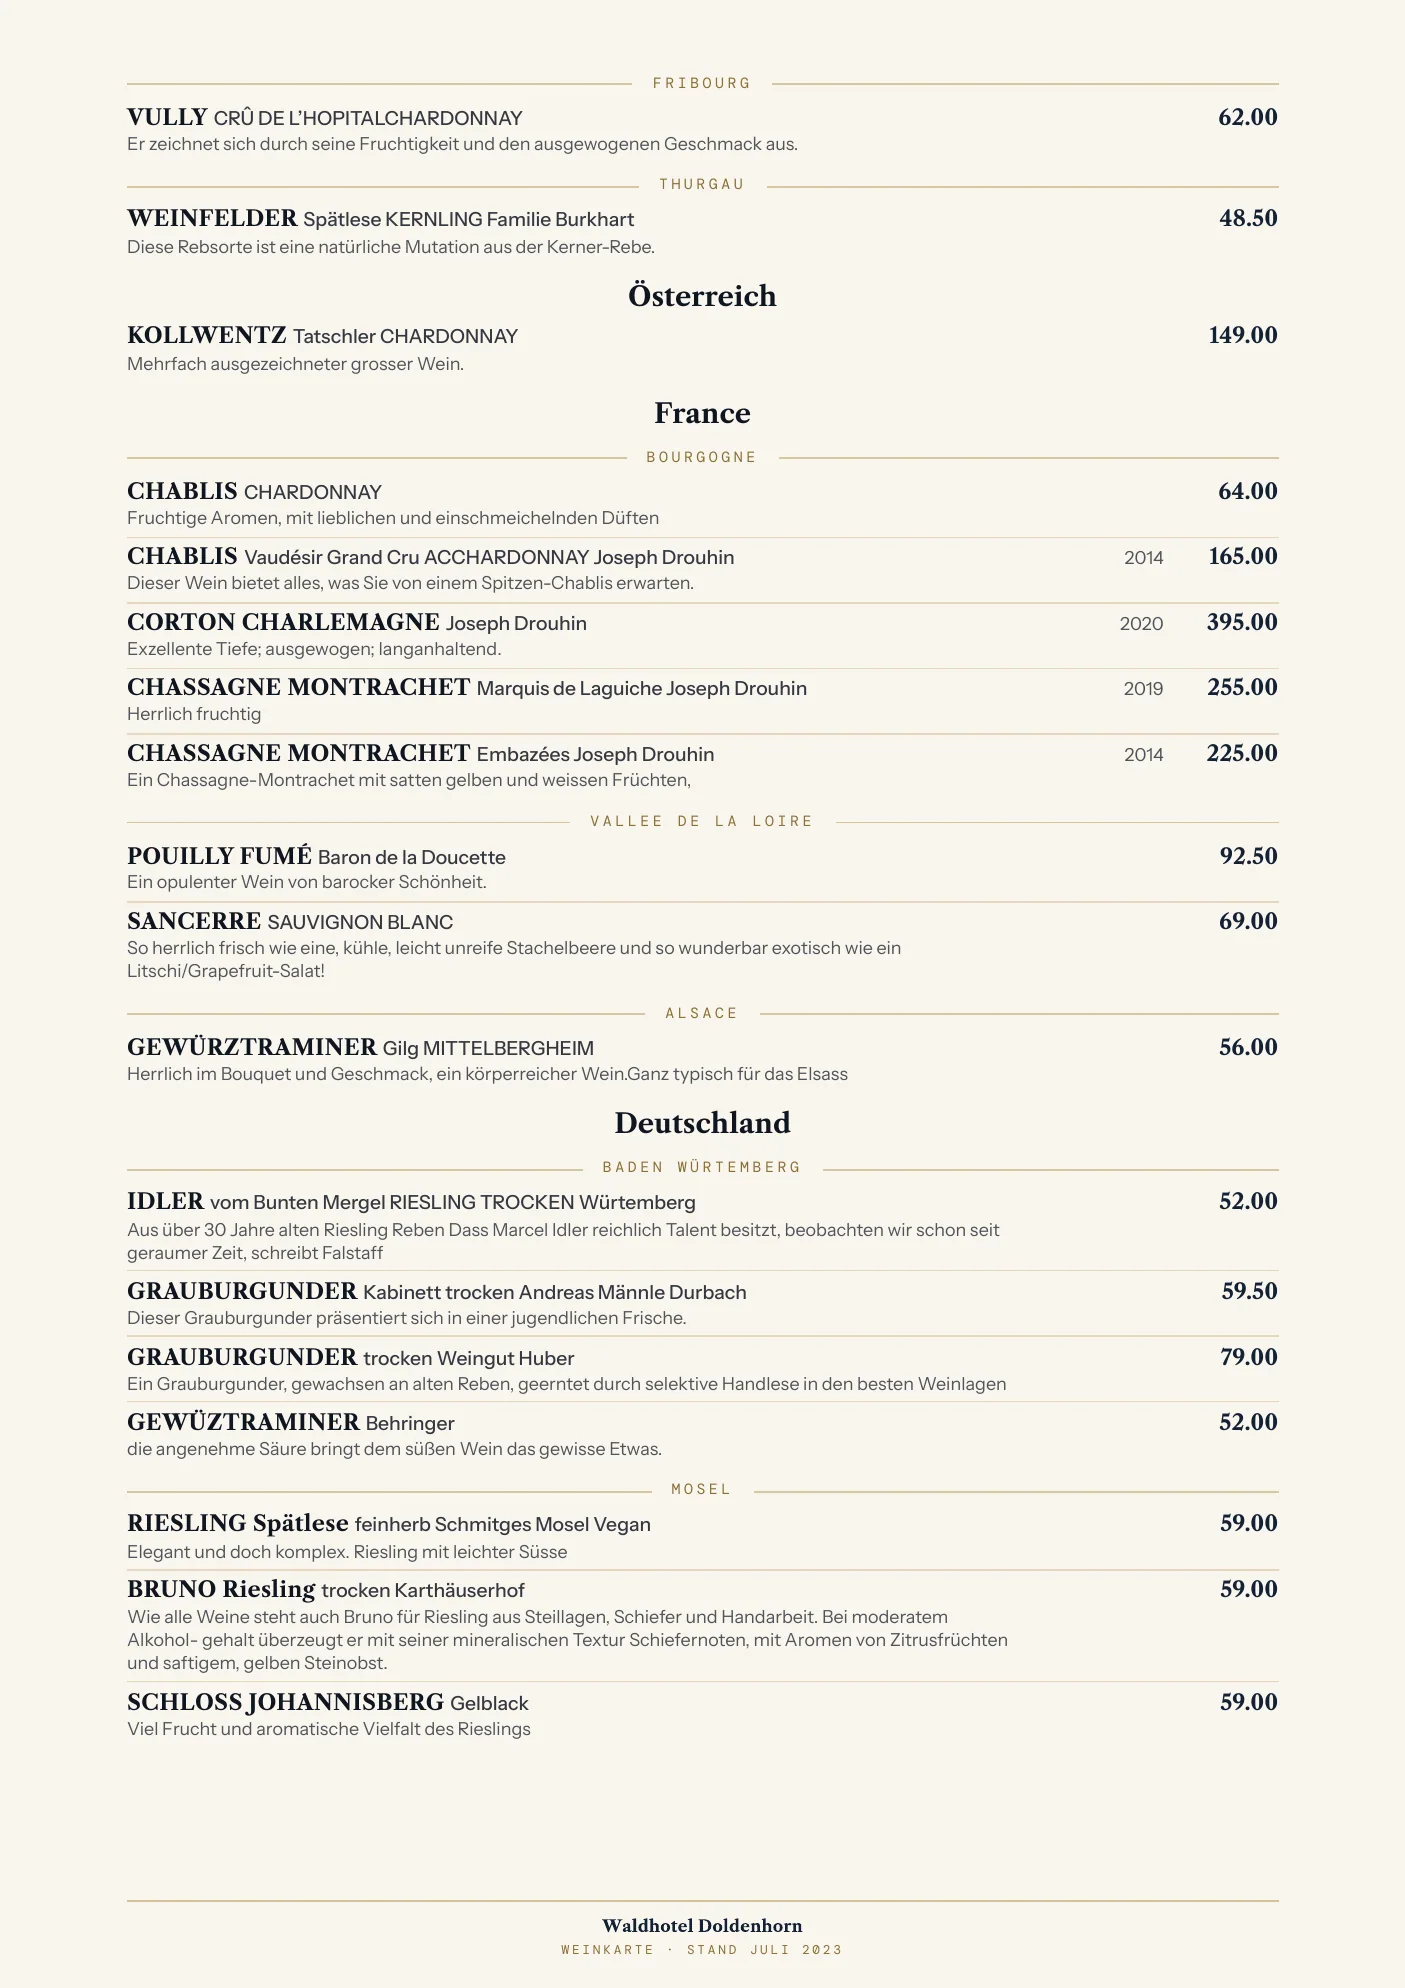 FRIBOURG
VULLY CRÛ DE L’HOPITALCHARDONNAY 62.00
Er zeichnet sich durch seine Fruchtigkeit und den ausgewogenen Geschmack aus.
THURGAU
WEINFELDER Spätlese KERNLING Familie Burkhart 48.50
Diese Rebsorte ist eine natürliche Mutation aus der Kerner-Rebe.
Österreich
KOLLWENTZ Tatschler CHARDONNAY 149.00
Mehrfach ausgezeichneter grosser Wein.
France
BOURGOGNE
CHABLIS CHARDONNAY 64.00
Fruchtige Aromen, mit lieblichen und einschmeichelnden Düften
CHABLIS Vaudésir Grand Cru ACCHARDONNAY Joseph Drouhin 2014 165.00
Dieser Wein bietet alles, was Sie von einem Spitzen-Chablis erwarten.
CORTON CHARLEMAGNE Joseph Drouhin 2020 395.00
Exzellente Tiefe; ausgewogen; langanhaltend.
CHASSAGNE MONTRACHET Marquis de Laguiche Joseph Drouhin 2019 255.00
Herrlich fruchtig
CHASSAGNE MONTRACHET Embazées Joseph Drouhin 2014 225.00
Ein Chassagne-Montrachet mit satten gelben und weissen Früchten,
VALLEE DE LA LOIRE
POUILLY FUMÉ Baron de la Doucette 92.50
Ein opulenter Wein von barocker Schönheit.
SANCERRE SAUVIGNON BLANC 69.00
So herrlich frisch wie eine, kühle, leicht unreife Stachelbeere und so wunderbar exotisch wie ein
Litschi/Grapefruit-Salat!
ALSACE
GEWÜRZTRAMINER Gilg MITTELBERGHEIM 56.00
Herrlich im Bouquet und Geschmack, ein körperreicher Wein.Ganz typisch für das Elsass
Deutschland
BADEN WÜRTEMBERG
IDLER vom Bunten Mergel RIESLING TROCKEN Würtemberg 52.00
Aus über 30 Jahre alten Riesling Reben Dass Marcel Idler reichlich Talent besitzt, beobachten wir schon seit
geraumer Zeit, schreibt Falstaff
GRAUBURGUNDER Kabinett trocken Andreas Männle Durbach 59.50
Dieser Grauburgunder präsentiert sich in einer jugendlichen Frische.
GRAUBURGUNDER trocken Weingut Huber 79.00
Ein Grauburgunder, gewachsen an alten Reben, geerntet durch selektive Handlese in den besten Weinlagen
GEWÜZTRAMINER Behringer 52.00
die angenehme Säure bringt dem süßen Wein das gewisse Etwas.
MOSEL
RIESLING Spätlese feinherb Schmitges Mosel Vegan 59.00
Elegant und doch komplex. Riesling mit leichter Süsse
BRUNO Riesling trocken Karthäuserhof 59.00
Wie alle Weine steht auch Bruno für Riesling aus Steillagen, Schiefer und Handarbeit. Bei moderatem
Alkohol- gehalt überzeugt er mit seiner mineralischen Textur Schiefernoten, mit Aromen von Zitrusfrüchten
und saftigem, gelben Steinobst.
SCHLOSS JOHANNISBERG Gelblack 59.00
Viel Frucht und aromatische Vielfalt des Rieslings
Waldhotel Doldenhorn
WEINKARTE · STAND JULI 2023